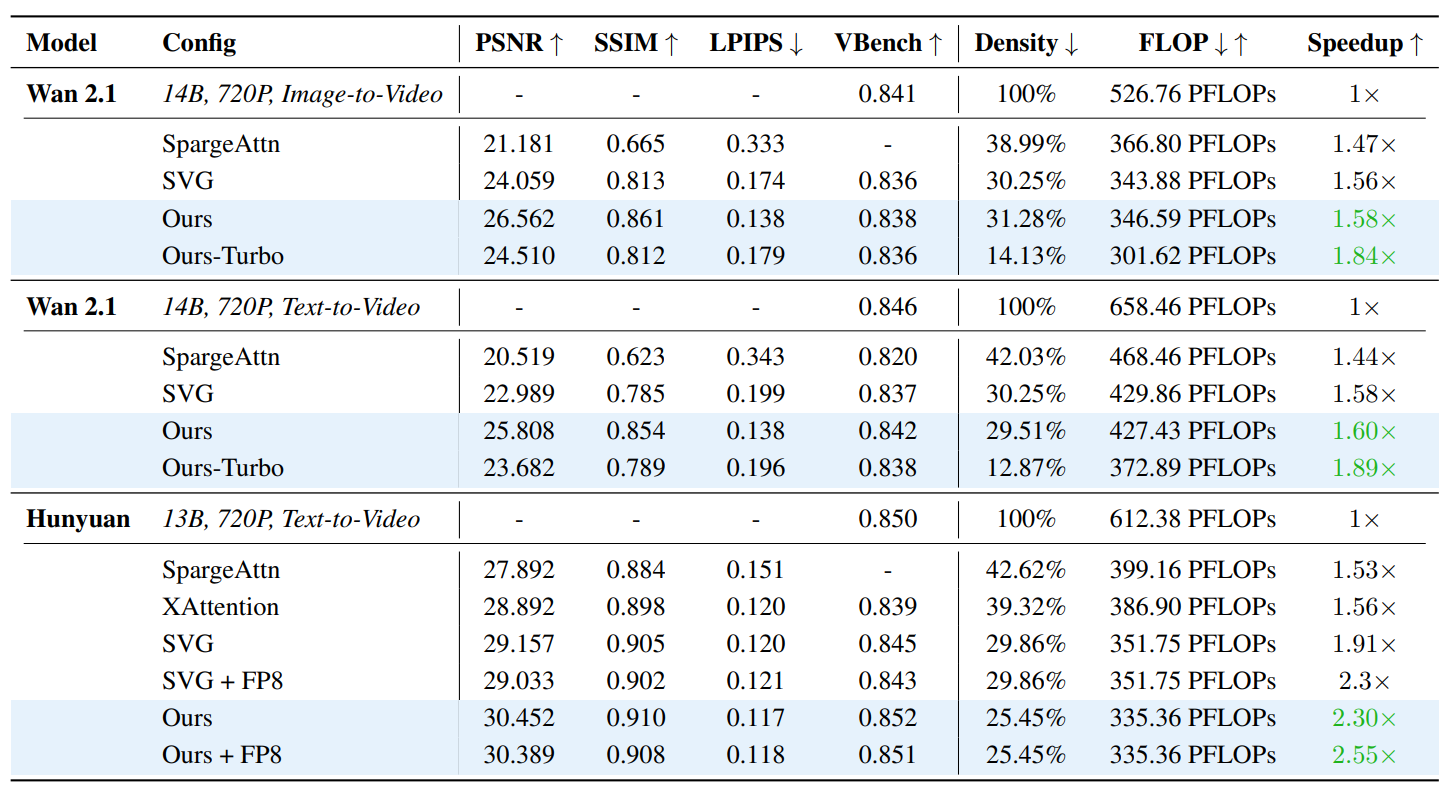 Model Config PSNR ↑ SSIM ↑ LPIPS ↓ VBench ↑ Density ↓ FLOP ↓↑ Speedup ↑
Wan 2.1 14B, 720P, Image-to-Video - - - 0.841 100% 526.76 PFLOPs 1×
SpargeAttn 21.181 0.665 0.333 - 38.99% 366.80 PFLOPs 1.47×
SVG 24.059 0.813 0.174 0.836 30.25% 343.88 PFLOPs 1.56×
Ours 26.562 0.861 0.138 0.838 31.28% 346.59 PFLOPs 1.58×
Ours-Turbo 24.510 0.812 0.179 0.836 14.13% 301.62 PFLOPs 1.84×
Wan 2.1 14B, 720P, Text-to-Video - - - 0.846 100% 658.46 PFLOPs 1×
SpargeAttn 20.519 0.623 0.343 0.820 42.03% 468.46 PFLOPs 1.44×
SVG 22.989 0.785 0.199 0.837 30.25% 429.86 PFLOPs 1.58×
Ours 25.808 0.854 0.138 0.842 29.51% 427.43 PFLOPs 1.60×
Ours-Turbo 23.682 0.789 0.196 0.838 12.87% 372.89 PFLOPs 1.89×
Hunyuan 13B, 720P, Text-to-Video - - - 0.850 100% 612.38 PFLOPs 1×
SpargeAttn 27.892 0.884 0.151 - 42.62% 399.16 PFLOPs 1.53×
XAttention 28.892 0.898 0.120 0.839 39.32% 386.90 PFLOPs 1.56×
SVG 29.157 0.905 0.120 0.845 29.86% 351.75 PFLOPs 1.91×
SVG + FP8 29.033 0.902 0.121 0.843 29.86% 351.75 PFLOPs 2.3×
Ours 30.452 0.910 0.117 0.852 25.45% 335.36 PFLOPs 2.30×
Ours + FP8 30.389 0.908 0.118 0.851 25.45% 335.36 PFLOPs 2.55×